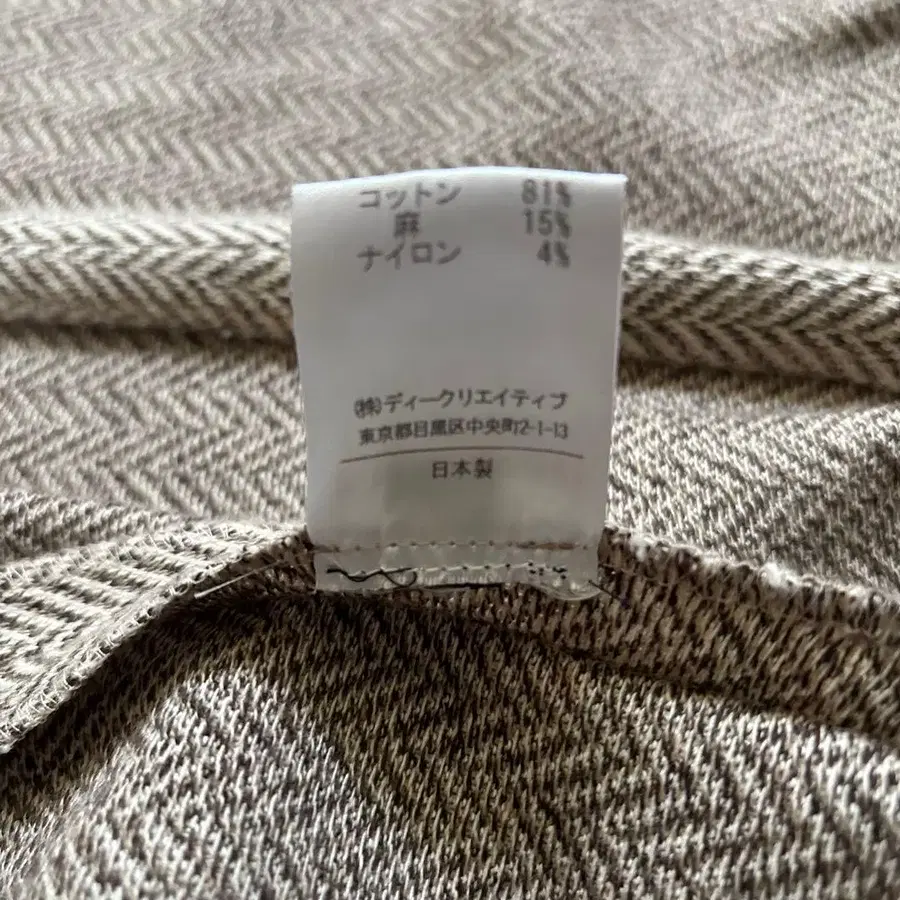 コットン 81%
麻 15%
ナイロン 4%
(株)ディークリエイティブ
東京都目黒区中央町2-1-13
日本製